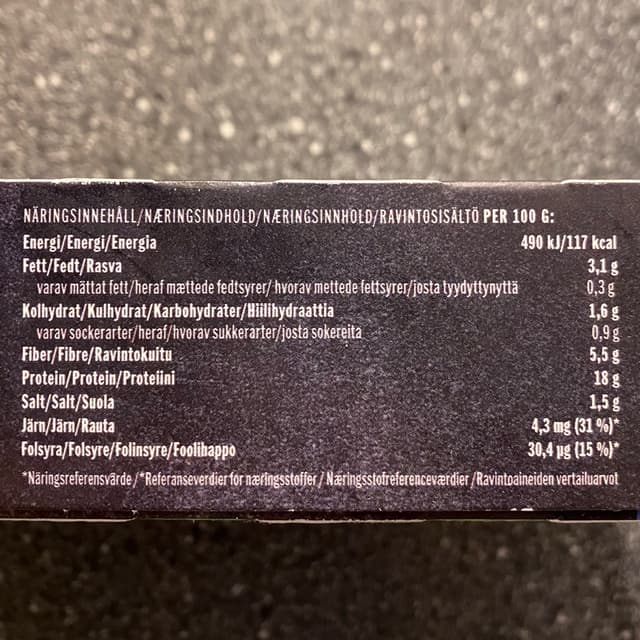 NÄRINGSINNEHÅLL/NÆRINGSINDHOLD/NÆRINGSINNHOLD/RAVINTOSISÄLTÖ PER 100 G:
Energi/Energi/Energia 490 kJ/117 kcal
Fett/Fedt/Rasva 3,1 g
varav mättat fett/heraf mættede fedtsyrer/hvorav mettede fettsyrer/josta tyydyttynyttä 0,3 g
Kolhydrat/Kulhydrat/Karbohydrater/Hiilihydraattia 1,6 g
varav sockerarter/heraf/hvorav sukkerarter/josta sokereita 0,9 g
Fiber/Fibre/Ravintokuitu 5,5 g
Protein/Protein/Proteiini 18 g
Salt/Salt/Suola 1,5 g
Järn/Järn/Rauta 4,3 mg (31 %)*
Folsyra/Folsyre/Folinsyre/Foolihappo 30,4 µg (15 %)*
*Näringsreferensvärde/*Referanseverdier for næringsstoffer/Næringsstofreferenceværdier/Ravintoaineiden vertailuarvot